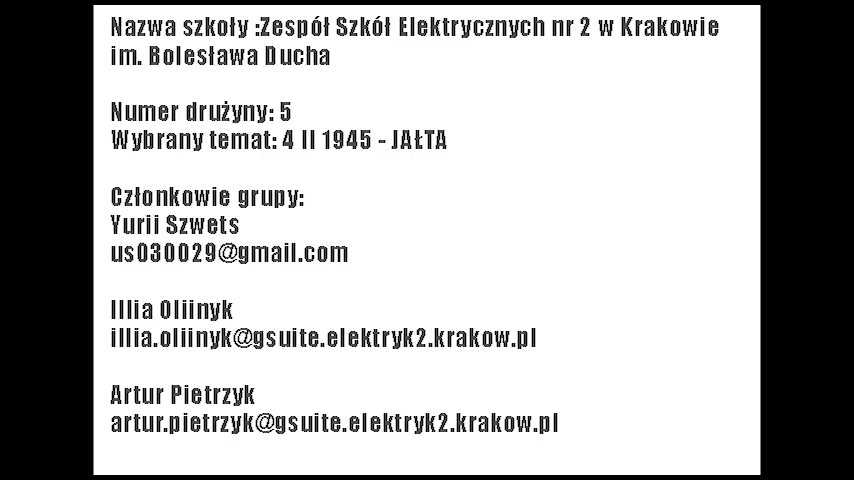 Nazwa szkoły :Zespół Szkół Elektrycznych nr 2 w Krakowie
im. Bolesława Ducha
Numer drużyny: 5
Wybrany temat: 4 II 1945 - JAŁTA
Członkowie grupy:
Yurii Szwets
us030029@gmail.com
Illia Oliinyk
illia.oliinyk@gsuite.elektryk2.krakow.pl
Artur Pietrzyk
artur.pietrzyk@gsuite.elektryk2.krakow.pl